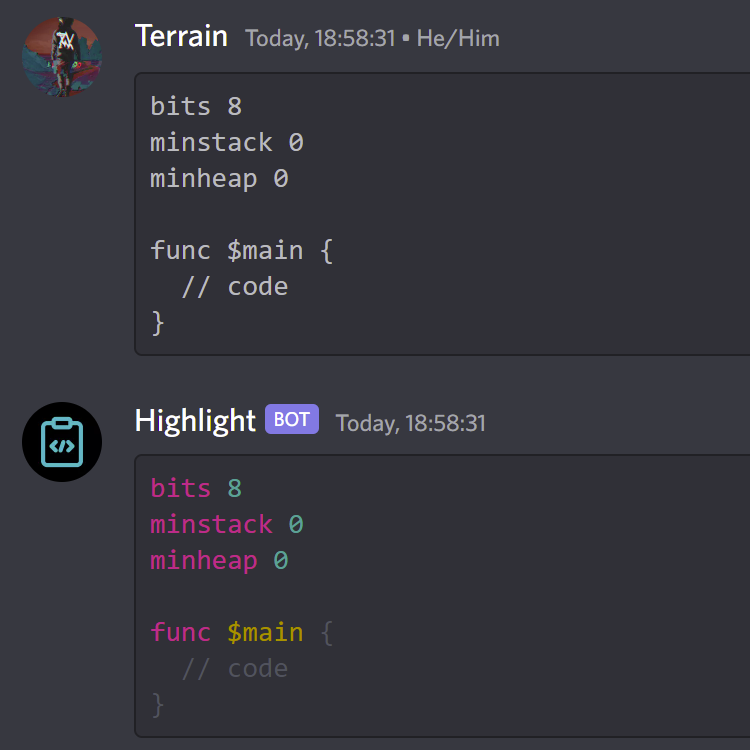 Terrain Today, 18:58:31 • He/Him
bits 8
minstack 0
minheap 0
func $main {
  // code
}
Highlight BOT Today, 18:58:31
</>
bits 8
minstack 0
minheap 0
func $main {
  // code
}